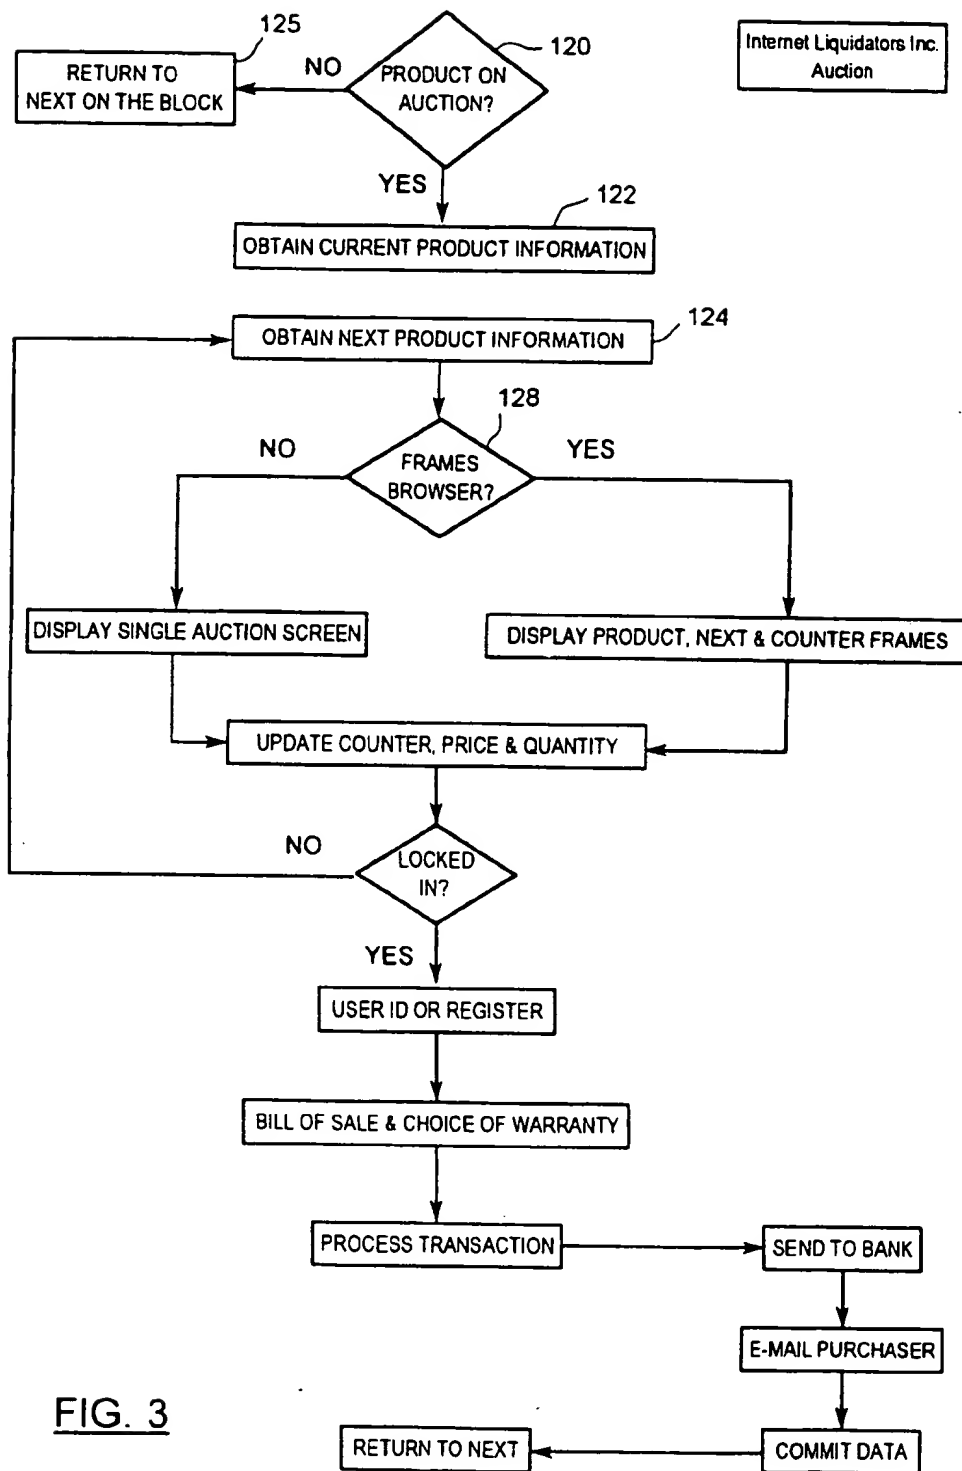 125
120
Internet Liquidators Inc.
Auction
RETURN TO
NEXT ON THE BLOCK
NO
PRODUCT ON
AUCTION?
YES
122
OBTAIN CURRENT PRODUCT INFORMATION
124
OBTAIN NEXT PRODUCT INFORMATION
128
NO
FRAMES
BROWSER?
YES
DISPLAY SINGLE AUCTION SCREEN
DISPLAY PRODUCT, NEXT & COUNTER FRAMES
UPDATE COUNTER, PRICE & QUANTITY
NO
LOCKED
IN?
YES
USER ID OR REGISTER
BILL OF SALE & CHOICE OF WARRANTY
PROCESS TRANSACTION
SEND TO BANK
E-MAIL PURCHASER
FIG. 3
RETURN TO NEXT
COMMIT DATA